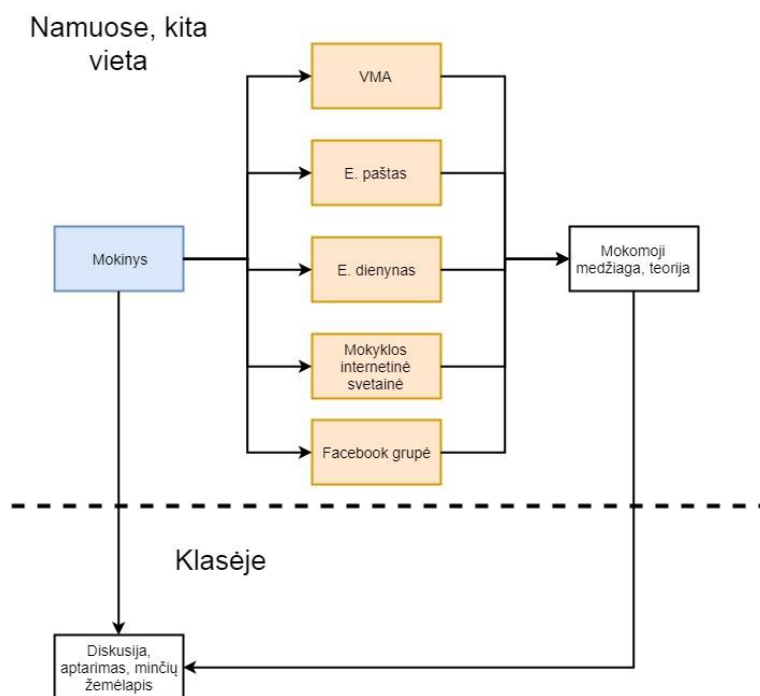 Namuose, kita
vieta
VMA
E. paštas
Mokinys
E. dienynas
Mokomoji
medžiaga, teorija
Mokyklos
internetinė
svetainė
Facebook grupė
Klasėje
Diskusija,
aptarimas, minčių
žemėlapis